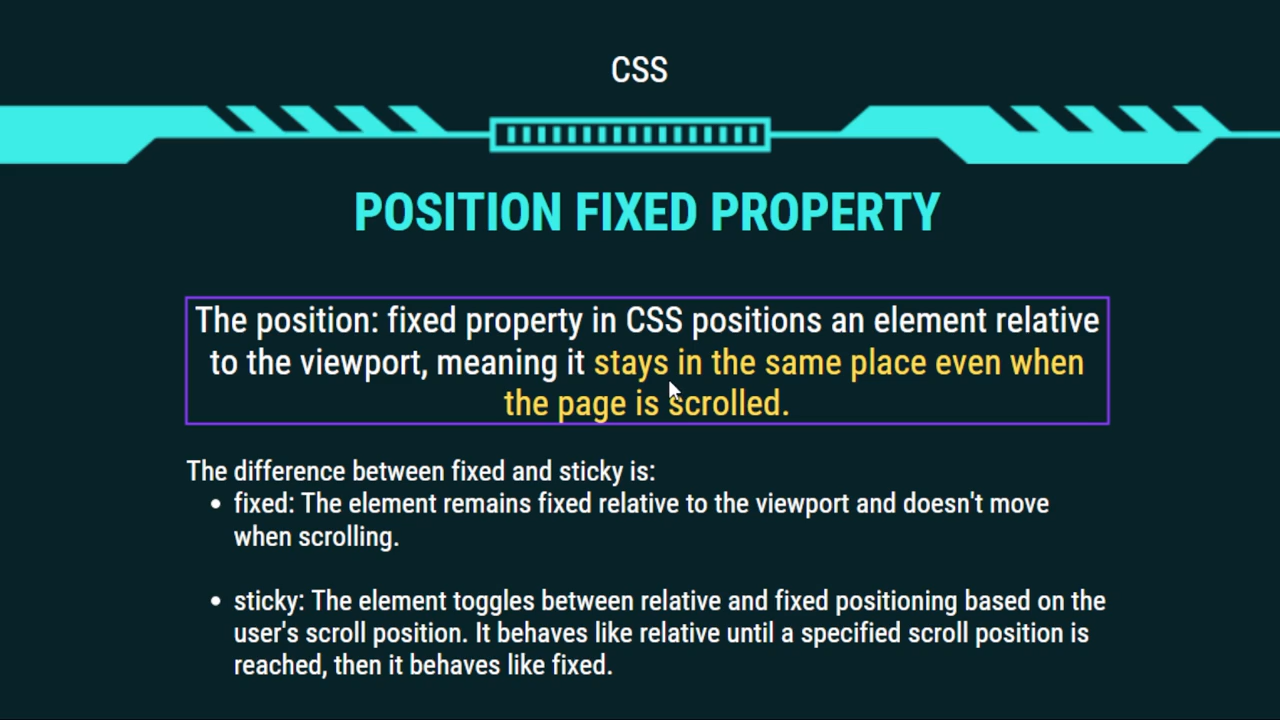 CSS
POSITION FIXED PROPERTY
The position: fixed property in CSS positions an element relative
to the viewport, meaning it stays in the same place even when
the page is scrolled.
The difference between fixed and sticky is:
• fixed: The element remains fixed relative to the viewport and doesn't move
when scrolling.
• sticky: The element toggles between relative and fixed positioning based on the
user's scroll position. It behaves like relative until a specified scroll position is
reached, then it behaves like fixed.